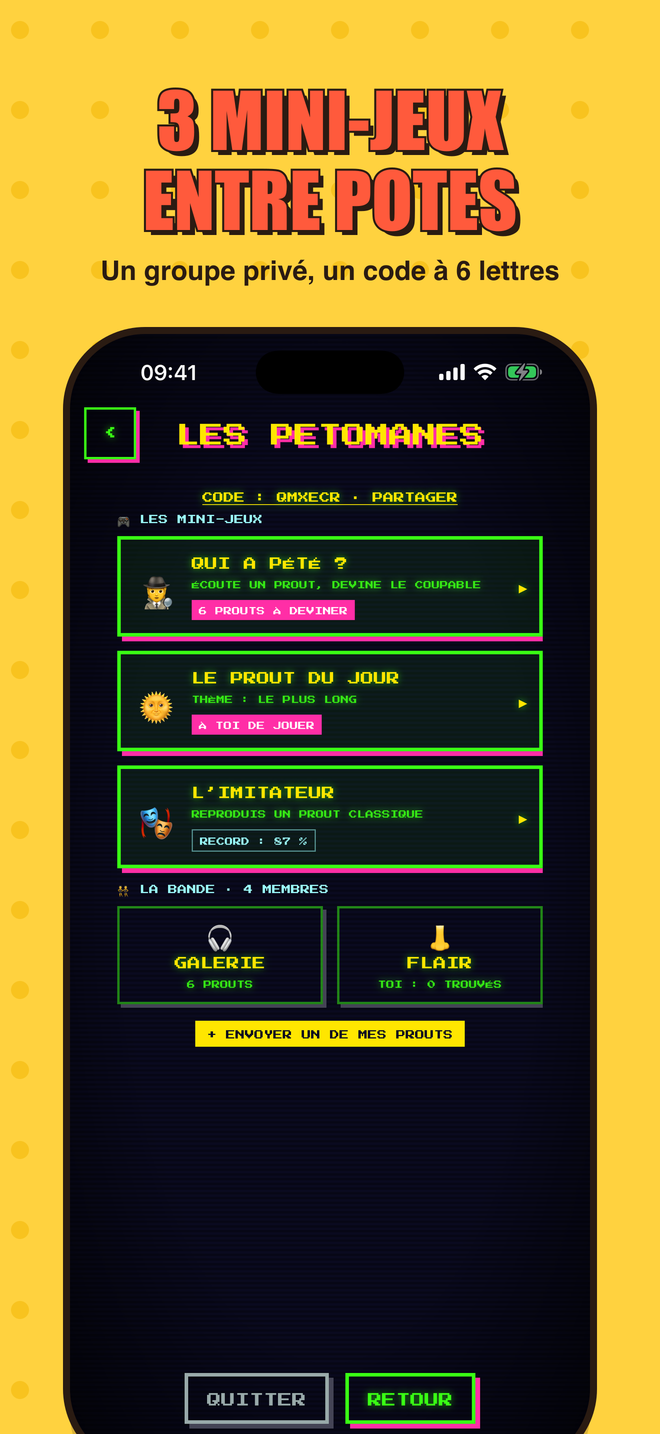 3 MINI-JEUX
ENTRE POTES
Un groupe privé, un code à 6 lettres
09:41
LES PETOMANES
CODE : QMXECR · PARTAGER
LES MINI-JEUX
QUI A PÉTÉ ?
ÉCOUTE UN PROUT, DEVINE LE COUPABLE
6 PROUTS À DEVINER
LE PROUT DU JOUR
THÈME : LE PLUS LONG
À TOI DE JOUER
L'IMITATEUR
REPRODUIS UN PROUT CLASSIQUE
RECORD : 87 %
LA BANDE · 4 MEMBRES
GALERIE
6 PROUTS
FLAIR
TOI : 0 TROUVÉS
+ ENVOYER UN DE MES PROUTS
QUITTER
RETOUR